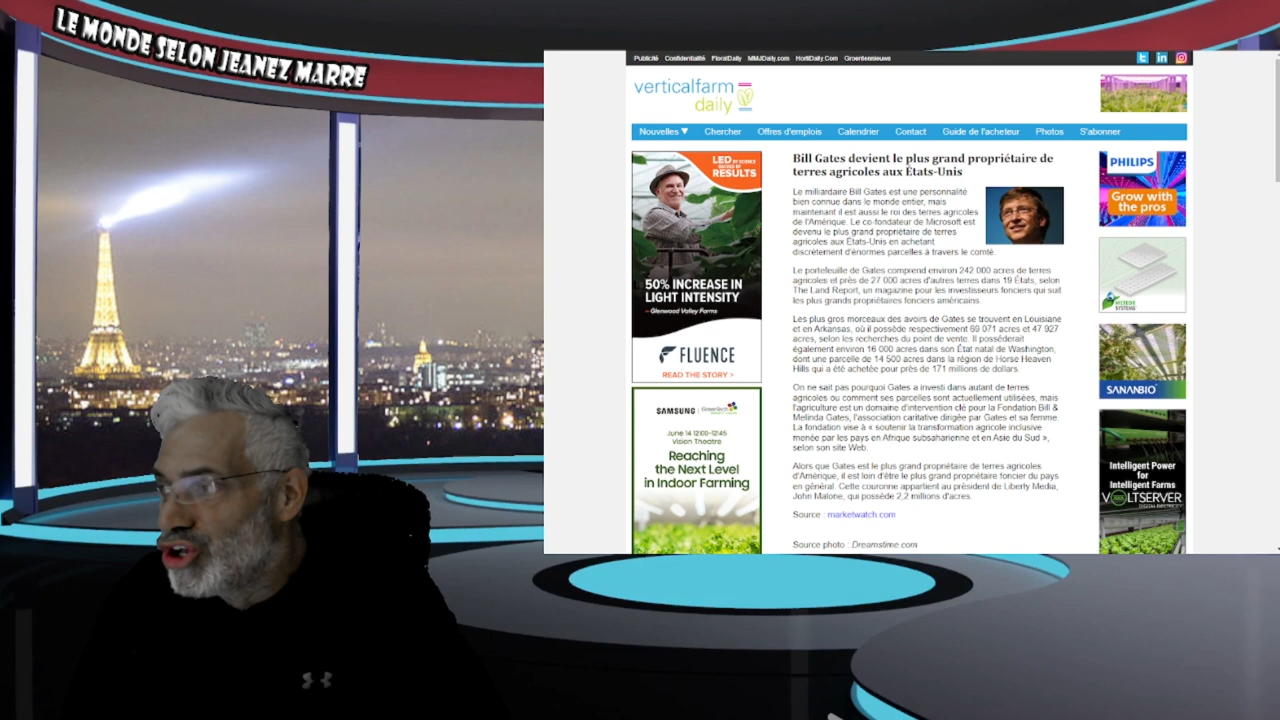 LE MONDE SELON JEANEZ MARRE
Publicité Confidentialité FloralDaily MMJDaily.com HortiDaily.Com Groentennieuws
verticalfarm
daily
Nouvelles ▼ Chercher Offres d'emplois Calendrier Contact Guide de l'acheteur Photos S'abonner
LED BY SCIENCE
BACKED BY
RESULTS
50% INCREASE IN
LIGHT INTENSITY
– Glenwood Valley Farms
FLUENCE
READ THE STORY >
SAMSUNG GreenTech
June 14 12:00-12:45
Vision Theatre
Reaching
the Next Level
in Indoor Farming
Bill Gates devient le plus grand propriétaire de
terres agricoles aux États-Unis
Le milliardaire Bill Gates est une personnalité
bien connue dans le monde entier, mais
maintenant il est aussi le roi des terres agricoles
de l'Amérique. Le co-fondateur de Microsoft est
devenu le plus grand propriétaire de terres
agricoles aux États-Unis en achetant
discrètement d'énormes parcelles à travers le comté.
Le portefeuille de Gates comprend environ 242 000 acres de terres
agricoles et près de 27 000 acres d'autres terres dans 19 États, selon
The Land Report, un magazine pour les investisseurs fonciers qui suit
les plus grands propriétaires fonciers américains.
Les plus gros morceaux des avoirs de Gates se trouvent en Louisiane
et en Arkansas, où il possède respectivement 69 071 acres et 47 927
acres, selon les recherches du point de vente. Il posséderait
également environ 16 000 acres dans son État natal de Washington,
dont une parcelle de 14 500 acres dans la région de Horse Heaven
Hills qui a été achetée pour près de 171 millions de dollars.
On ne sait pas pourquoi Gates a investi dans autant de terres
agricoles ou comment ses parcelles sont actuellement utilisées, mais
l'agriculture est un domaine d'intervention clé pour la Fondation Bill &
Melinda Gates, l'association caritative dirigée par Gates et sa femme.
La fondation vise à « soutenir la transformation agricole inclusive
menée par les pays en Afrique subsaharienne et en Asie du Sud »,
selon son site Web.
Alors que Gates est le plus grand propriétaire de terres agricoles
d'Amérique, il est loin d'être le plus grand propriétaire foncier du pays
en général. Cette couronne appartient au président de Liberty Media,
John Malone, qui possède 2,2 millions d'acres.
Source : marketwatch.com
Source photo : Dreamstime.com
PHILIPS
Grow with
the pros
SYSTEMS
SANANBIO
Intelligent Power
for
Intelligent Farms
VOLTSERVER
DIGITAL ELECTRICITY